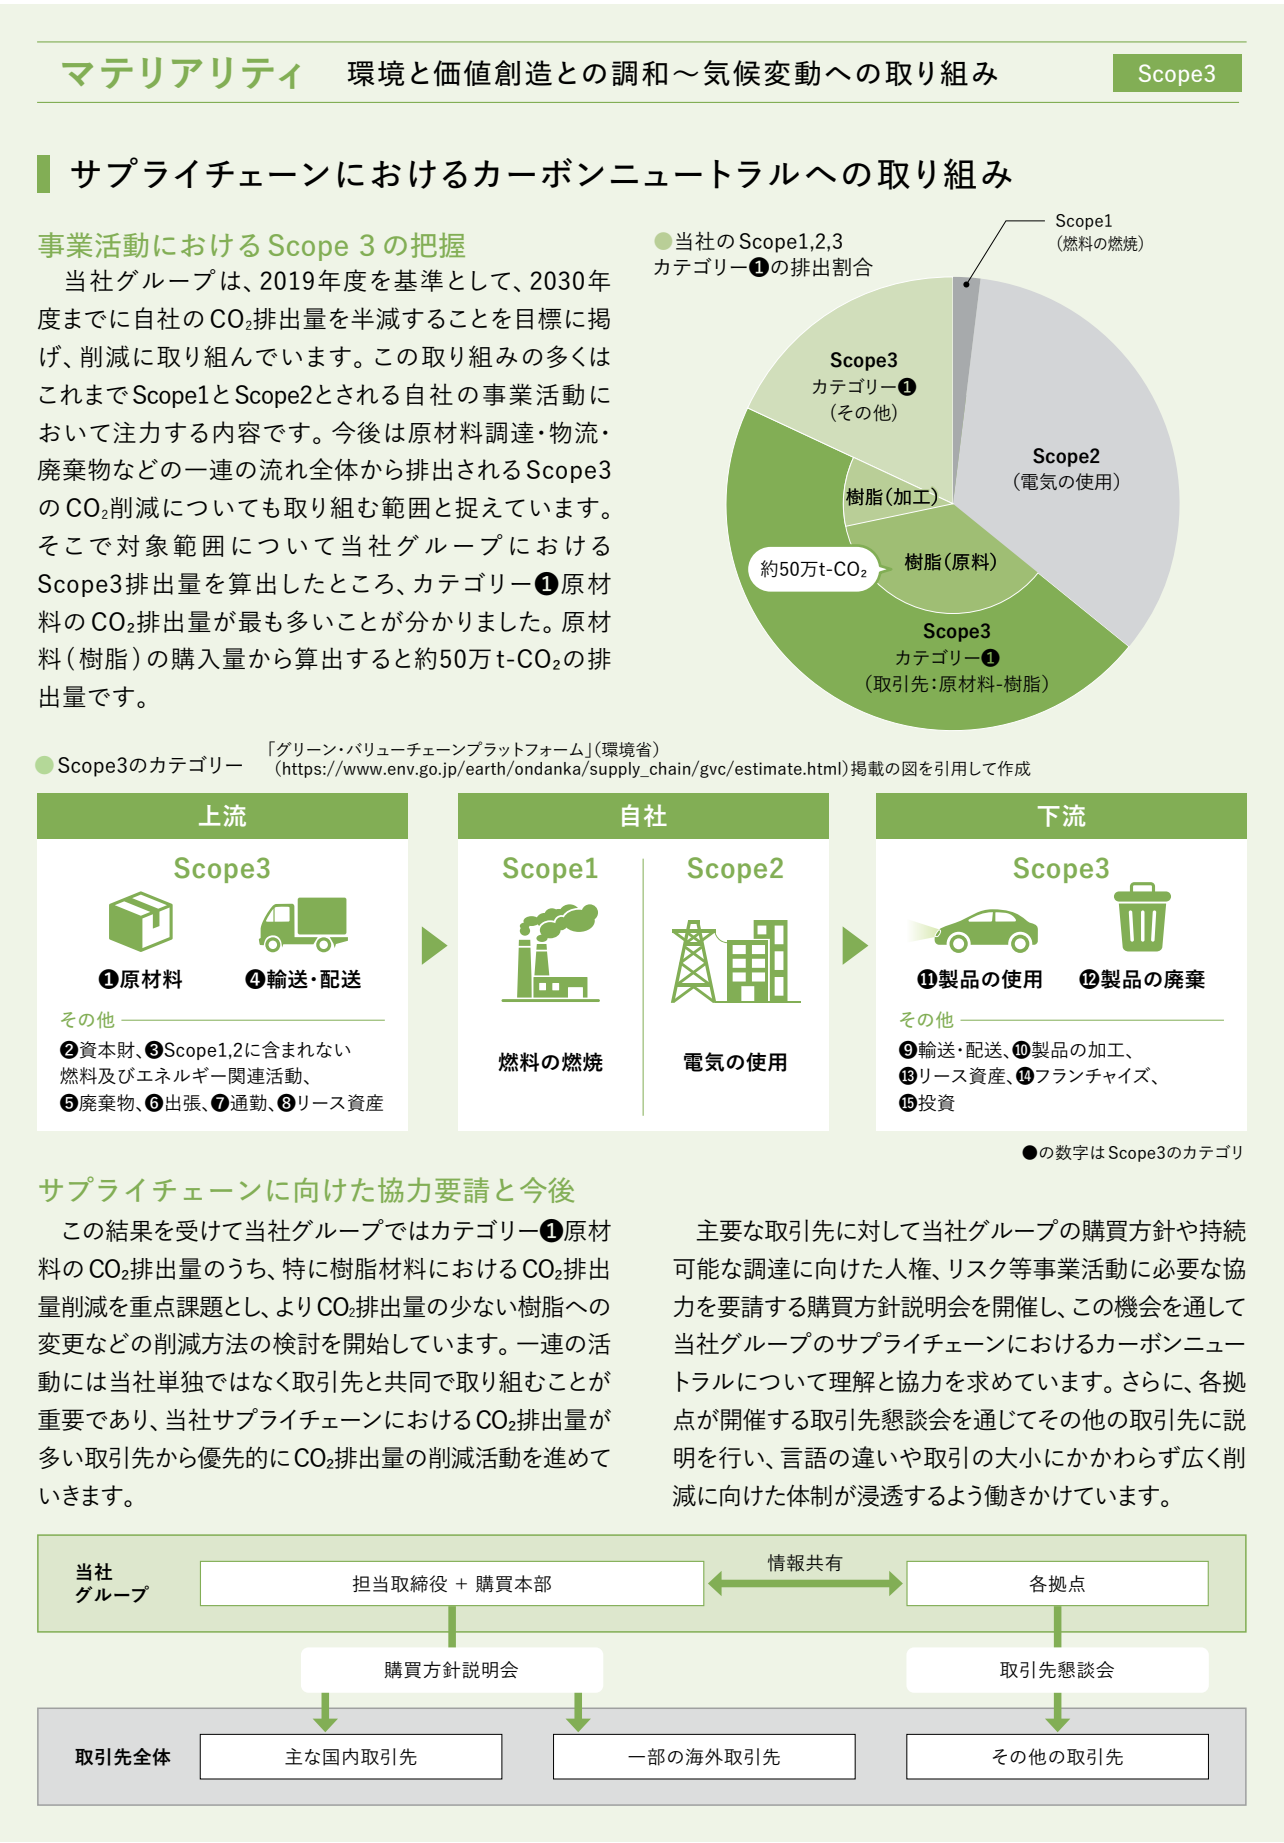 マテリアリティ 環境と価値創造との調和～気候変動への取り組み Scope3
サプライチェーンにおけるカーボンニュートラルへの取り組み
事業活動におけるScope 3の把握
当社グループは、2019年度を基準として、2030年
度までに自社のCO₂排出量を半減することを目標に掲
げ、削減に取り組んでいます。この取り組みの多くは
これまでScope1とScope2とされる自社の事業活動に
おいて注力する内容です。今後は原材料調達・物流・
廃棄物などの一連の流れ全体から排出されるScope3
のCO₂削減についても取り組む範囲と捉えています。
そこで対象範囲について当社グループにおける
Scope3排出量を算出したところ、カテゴリー❶原材
料のCO₂排出量が最も多いことが分かりました。原材
料（樹脂）の購入量から算出すると約50万t-CO₂の排
出量です。
●当社のScope1,2,3
カテゴリー❶の排出割合
Scope1
（燃料の燃焼）
Scope3
カテゴリー❶
（その他）
Scope2
（電気の使用）
樹脂（加工）
樹脂（原料）
約50万t-CO₂
Scope3
カテゴリー❶
（取引先：原材料-樹脂）
●Scope3のカテゴリー
「グリーン・バリューチェーンプラットフォーム」（環境省）
（https://www.env.go.jp/earth/ondanka/supply_chain/gvc/estimate.html）掲載の図を引用して作成
上流
Scope3
❶原材料
❹輸送・配送
その他
❷資本財、❸Scope1,2に含まれない
燃料及びエネルギー関連活動、
❺廃棄物、❻出張、❼通勤、❽リース資産
自社
Scope1
燃料の燃焼
Scope2
電気の使用
下流
Scope3
⓫製品の使用
⓬製品の廃棄
その他
❾輸送・配送、❿製品の加工、
⓭リース資産、⓮フランチャイズ、
⓯投資
●の数字はScope3のカテゴリ
サプライチェーンに向けた協力要請と今後
この結果を受けて当社グループではカテゴリー❶原材
料のCO₂排出量のうち、特に樹脂材料におけるCO₂排出
量削減を重点課題とし、よりCO₂排出量の少ない樹脂への
変更などの削減方法の検討を開始しています。一連の活
動には当社単独ではなく取引先と共同で取り組むことが
重要であり、当社サプライチェーンにおけるCO₂排出量が
多い取引先から優先的にCO₂排出量の削減活動を進めて
いきます。
主要な取引先に対して当社グループの購買方針や持続
可能な調達に向けた人権、リスク等事業活動に必要な協
力を要請する購買方針説明会を開催し、この機会を通して
当社グループのサプライチェーンにおけるカーボンニュー
トラルについて理解と協力を求めています。さらに、各拠
点が開催する取引先懇談会を通じてその他の取引先に説
明を行い、言語の違いや取引の大小にかかわらず広く削
減に向けた体制が浸透するよう働きかけています。
当社
グループ
担当取締役 + 購買本部
情報共有
各拠点
購買方針説明会
取引先懇談会
取引先全体
主な国内取引先
一部の海外取引先
その他の取引先